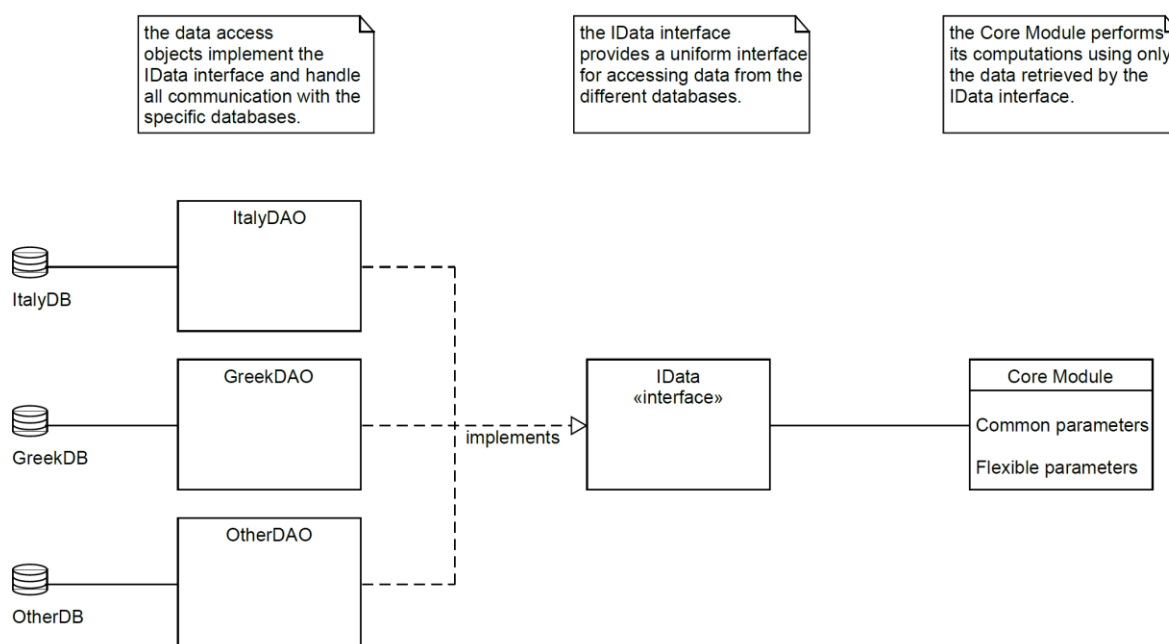 the data access
objects implement the
IData interface and handle
all communication with the
specific databases.
the IData interface
provides a uniform interface
for accessing data from the
different databases.
the Core Module performs
its computations using only
the data retrieved by the
IData interface.
ItalyDAO
ItalyDB
GreekDAO
IData
«interface»
Core Module
Common parameters
implements
GreekDB
Flexible parameters
OtherDAO
OtherDB